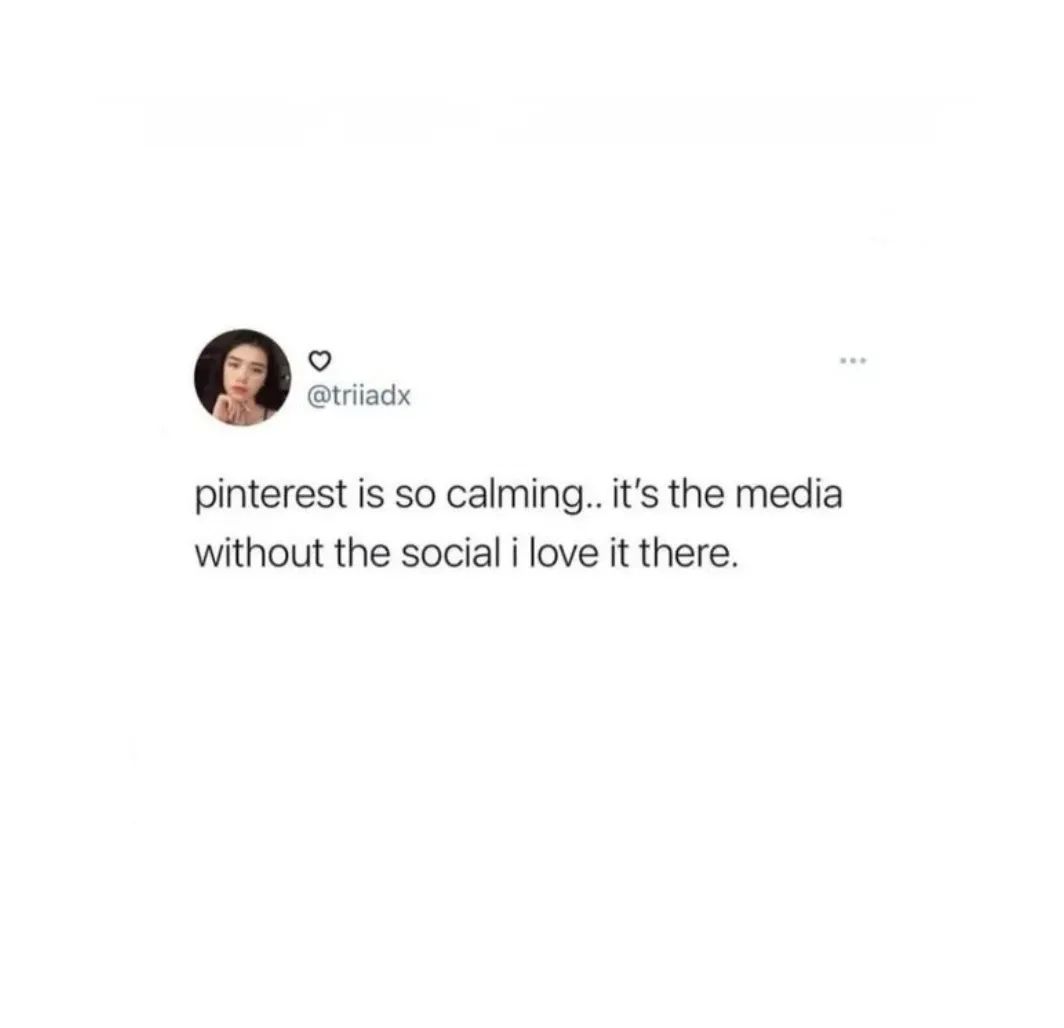 ♡
@triiadx
pinterest is so calming.. it's the media
without the social i love it there.